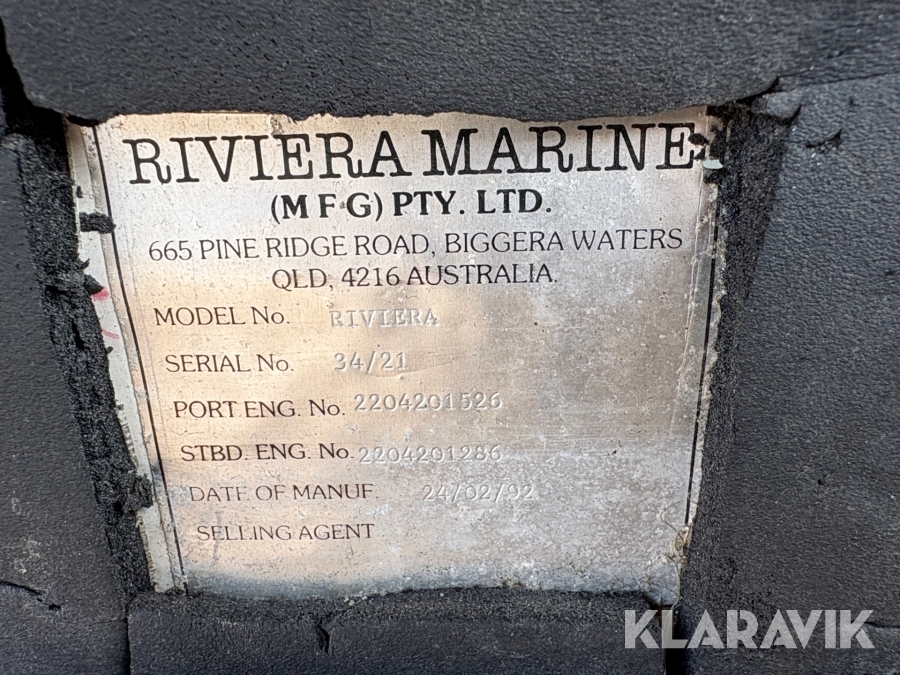 RIVIERA MARINE
(M F G) PTY. LTD.
665 PINE RIDGE ROAD, BIGGERA WATERS
QLD, 4216 AUSTRALIA.
MODEL No. RIVIERA
SERIAL No. 34/21
PORT ENG. No. 2204201526
STBD. ENG. No. 2204201286
DATE OF MANUF. 24/02/92
SELLING AGENT
KLARAVIK